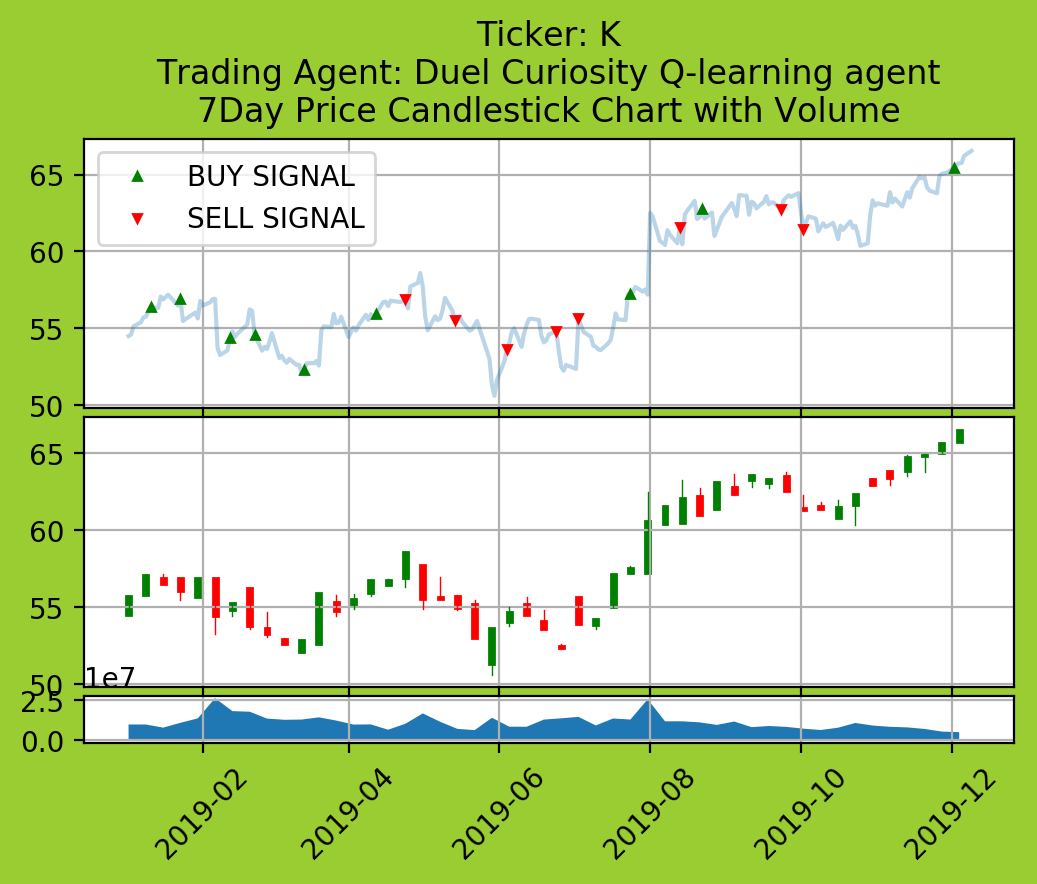 Ticker: K
Trading Agent: Duel Curiosity Q-learning agent
7Day Price Candlestick Chart with Volume
BUY SIGNAL
SELL SIGNAL
65
60
55
50
65
60
55
50
1e7
2.5
0.0
2019-02
2019-04
2019-06
2019-08
2019-10
2019-12